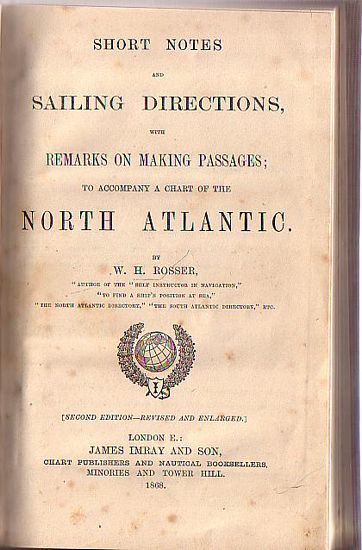 SHORT NOTES
AND
SAILING DIRECTIONS,
WITH
REMARKS ON MAKING PASSAGES;
TO ACCOMPANY A CHART OF THE
NORTH ATLANTIC.
BY
W. H. ROSSER,
"AUTHOR OF THE "SELF INSTRUCTOR IN NAVIGATION,"
"TO FIND A SHIP'S POSITION AT SEA,"
"THE NORTH ATLANTIC DIRECTORY," "THE SOUTH ATLANTIC DIRECTORY," ETC.
[SECOND EDITION—REVISED AND ENLARGED.]
LONDON E.:
JAMES IMRAY AND SON,
CHART PUBLISHERS AND NAUTICAL BOOKSELLERS,
MINORIES AND TOWER HILL.
1868.